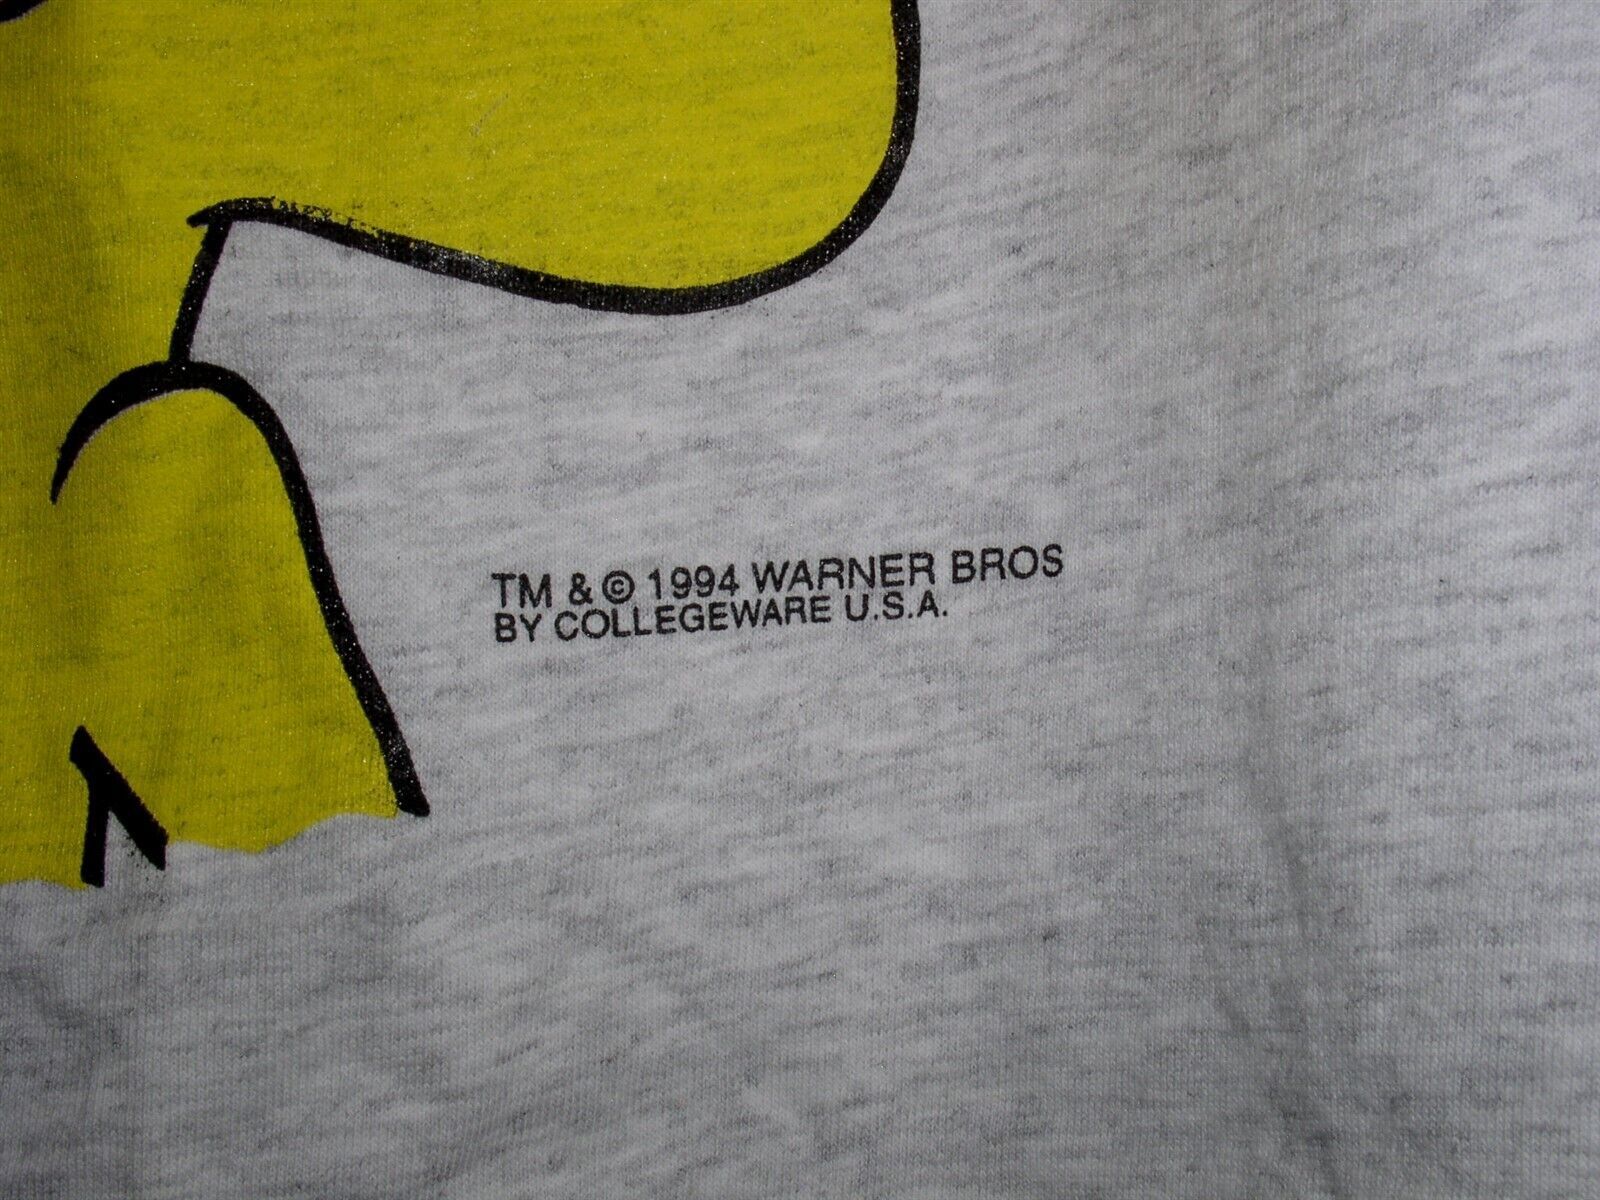 TM & © 1994 WARNER BROS
BY COLLEGEWARE U.S.A.